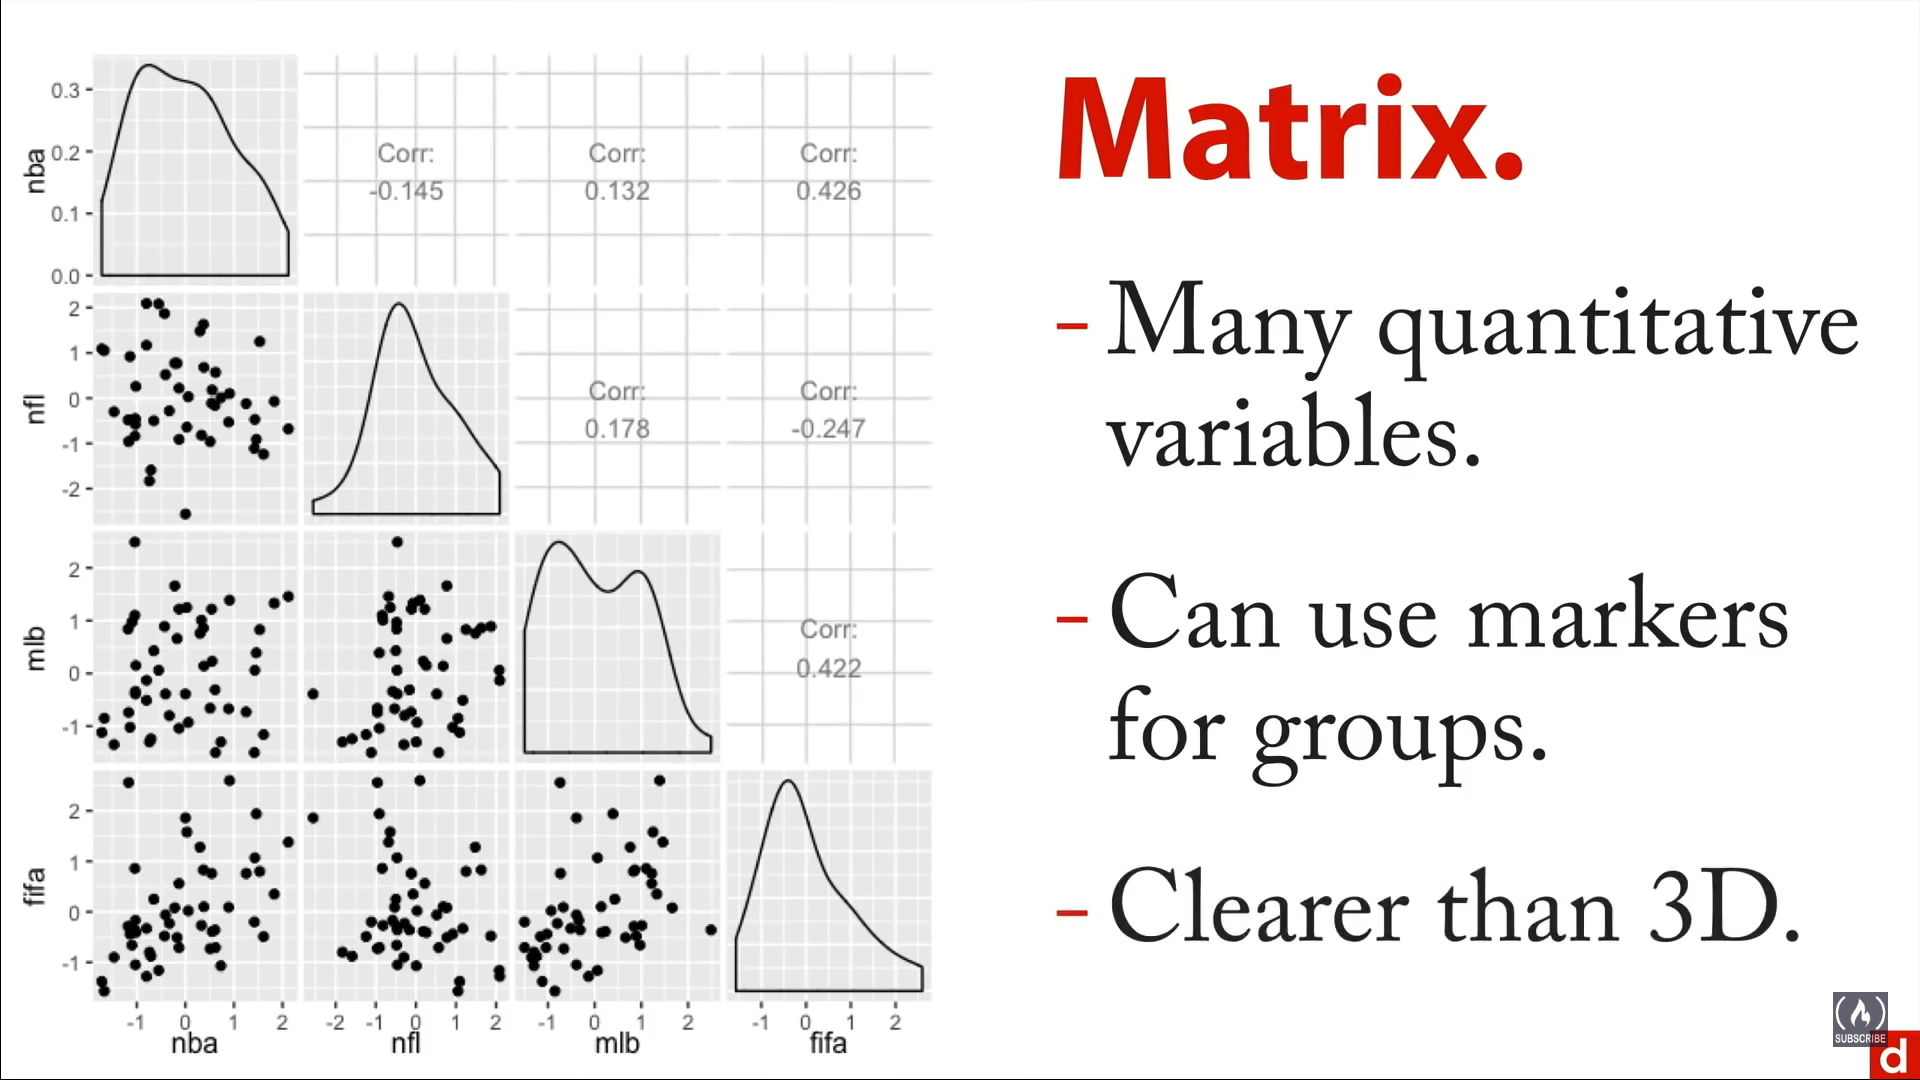 Matrix.
- Many quantitative
variables.
- Can use markers
for groups.
- Clearer than 3D.
nba
0.3
0.2
0.1
0.0
Corr:
-0.145
Corr:
0.132
Corr:
0.426
nfl
2
1
0
-1
-2
Corr:
0.178
Corr:
-0.247
mlb
2
1
0
-1
Corr:
0.422
fifa
2
1
0
-1
-1 0 1 2
nba
-2 -1 0 1 2
nfl
-1 0 1 2
mlb
-1 0 1 2
fifa
SUBSCRIBE
d